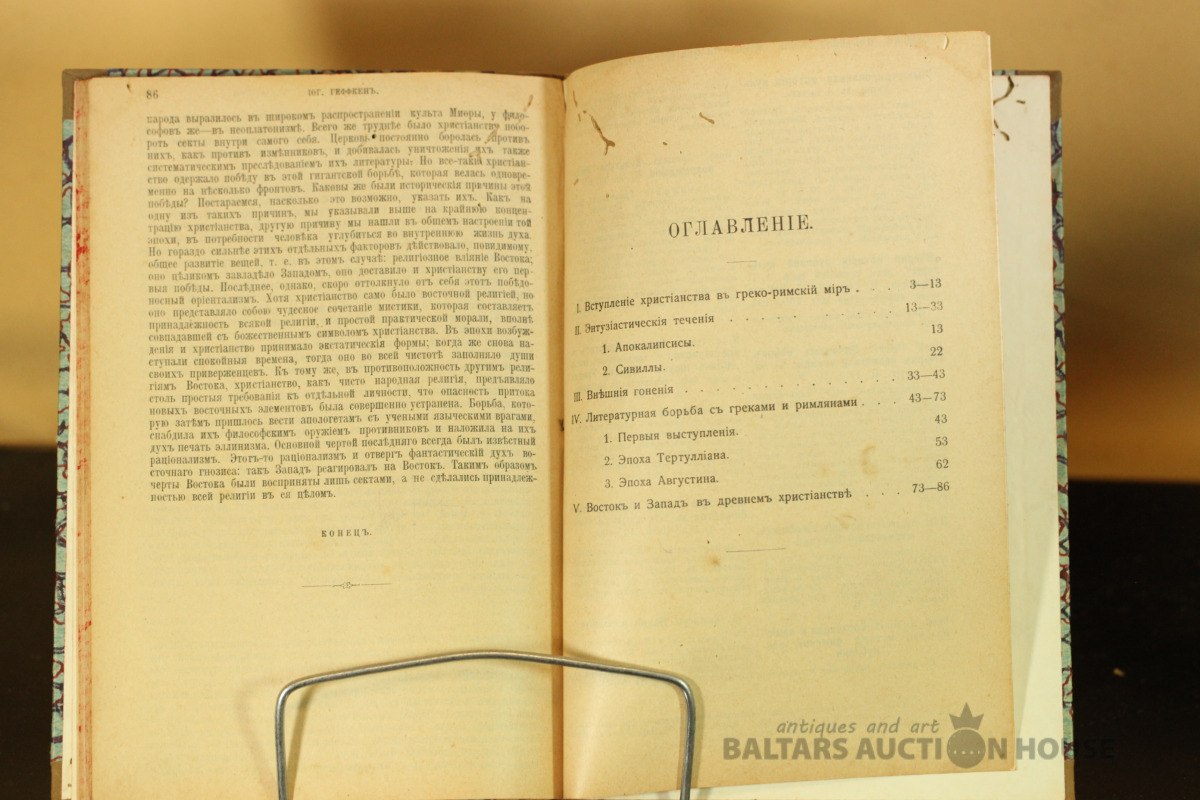 86
ЮГ. ГЕФФКЕНЪ.
народа выразилось въ широкомъ распространеніи культа Миѳры, у фило-
софовъ же—въ неоплатонизмѣ. Всего же труднѣе было христіанству побо-
роть секты внутри самого себя. Церковь постоянно боролась противъ
нихъ, какъ противъ измѣнниковъ, и добивалась уничтоженія ихъ также
систематическимъ преслѣдованіемъ ихъ литературы. Но все-таки христіан-
ство одержало побѣду въ этой гигантской борьбѣ, которая велась одновре-
менно на нѣсколько фронтовъ. Каковы же были историческія причины этой
побѣды? Постараемся, насколько это возможно, указать ихъ. Какъ на
одну изъ такихъ причинъ, мы указывали выше на крайнюю концен-
трацію христіанства, другую причину мы нашли въ общемъ настроеніи той
эпохи, въ потребности человѣка углубиться во внутреннюю жизнь духа.
Но гораздо сильнѣе этихъ отдѣльныхъ факторовъ дѣйствовало, повидимому,
общее развитіе вещей, т. е. въ этомъ случаѣ: религіозное вліяніе Востока;
оно цѣликомъ завладѣло Западомъ, оно доставило и христіанству его пер-
выя побѣды. Послѣднее, однако, скоро оттолкнуло отъ себя этотъ побѣдо-
носный оріентализмъ. Хотя христіанство само было восточной религіей, но
оно представляло собою чудесное сочетаніе мистики, которая составляетъ
принадлежность всякой религіи, и простой практической морали, вполнѣ
совпадавшей съ божественнымъ символомъ христіанства. Въ эпохи возбуж-
денія и христіанство принимало экстатическія формы; когда же снова на-
ступали спокойныя времена, тогда оно во всей чистотѣ заполняло души
своихъ приверженцевъ. Къ тому же, въ противоположность другимъ рели-
гіямъ Востока, христіанство, какъ чисто народная религія, предъявляло
столь простыя требованія къ отдѣльной личности, что опасность притока
новыхъ восточныхъ элементовъ была совершенно устранена. Борьба, кото-
рую затѣмъ пришлось вести апологетамъ съ учеными языческими врагами,
снабдила ихъ философскимъ оружіемъ противниковъ и наложила на ихъ
духъ печать эллинизма. Основной чертой послѣдняго всегда былъ извѣстный
раціонализмъ. Этотъ-то раціонализмъ и отвергъ фантастическій духъ во-
сточнаго гнозиса: такъ Западъ реагировалъ на Востокъ. Такимъ образомъ
черты Востока были восприняты лишь сектами, а не сдѣлались принадлеж-
ностью всей религіи въ ея цѣломъ.
КОНЕЦЪ.
ОГЛАВЛЕНІЕ.
I. Вступленіе христіанства въ греко-римскій міръ . . . 3—13
II. Энтузіастическія теченія . . . . . . . . . . 13—33
1. Апокалипсисы. 13
2. Сивиллы. 22
III. Внѣшнія гоненія . . . . . . . . . . . . 33—43
IV. Литературная борьба съ греками и римлянами . . . 43—73
1. Первыя выступленія. 43
2. Эпоха Тертулліана. 53
3. Эпоха Августина. 62
V. Востокъ и Западъ въ древнемъ христіанствѣ . . . 73—86
antiques and art
BALTARS AUCTION HOUSE